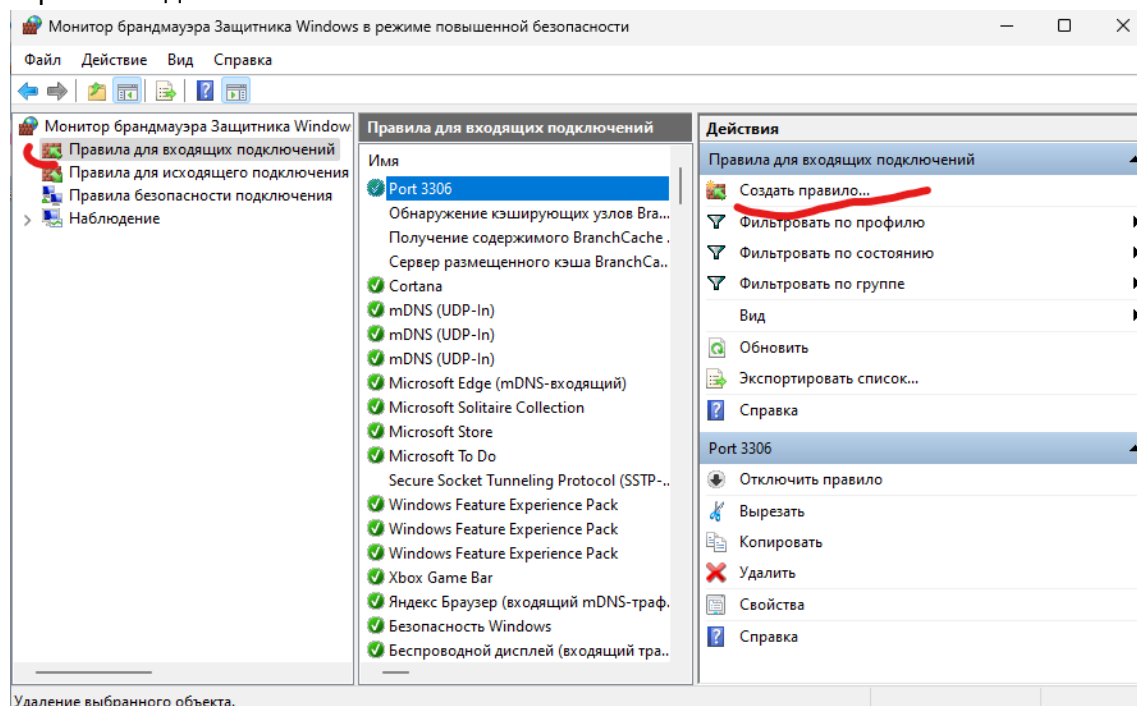 Монитор брандмауэра Защитника Windows в режиме повышенной безопасности
Файл Действие Вид Справка
Монитор брандмауэра Защитника Window
Правила для входящих подключений
Правила для исходящего подключения
Правила безопасности подключения
Наблюдение
Правила для входящих подключений
Имя
Port 3306
Обнаружение кэширующих узлов Bra...
Получение содержимого BranchCache .
Сервер размещенного кэша BranchCa..
Cortana
mDNS (UDP-In)
mDNS (UDP-In)
mDNS (UDP-In)
Microsoft Edge (mDNS-входящий)
Microsoft Solitaire Collection
Microsoft Store
Microsoft To Do
Secure Socket Tunneling Protocol (SSTP-..
Windows Feature Experience Pack
Windows Feature Experience Pack
Windows Feature Experience Pack
Xbox Game Bar
Яндекс Браузер (входящий mDNS-траф.
Безопасность Windows
Беспроводной дисплей (входящий тра..
Действия
Правила для входящих подключений
Создать правило...
Фильтровать по профилю
Фильтровать по состоянию
Фильтровать по группе
Вид
Обновить
Экспортировать список...
Справка
Port 3306
Отключить правило
Вырезать
Копировать
Удалить
Свойства
Справка
Удаление выбранного объекта.